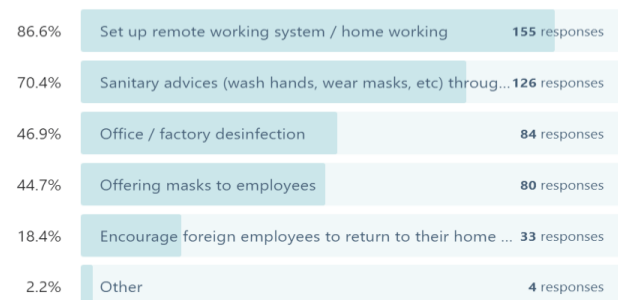 86.6% Set up remote working system / home working 155 responses
70.4% Sanitary advices (wash hands, wear masks, etc) throug... 126 responses
46.9% Office / factory desinfection 84 responses
44.7% Offering masks to employees 80 responses
18.4% Encourage foreign employees to return to their home ... 33 responses
2.2% Other 4 responses